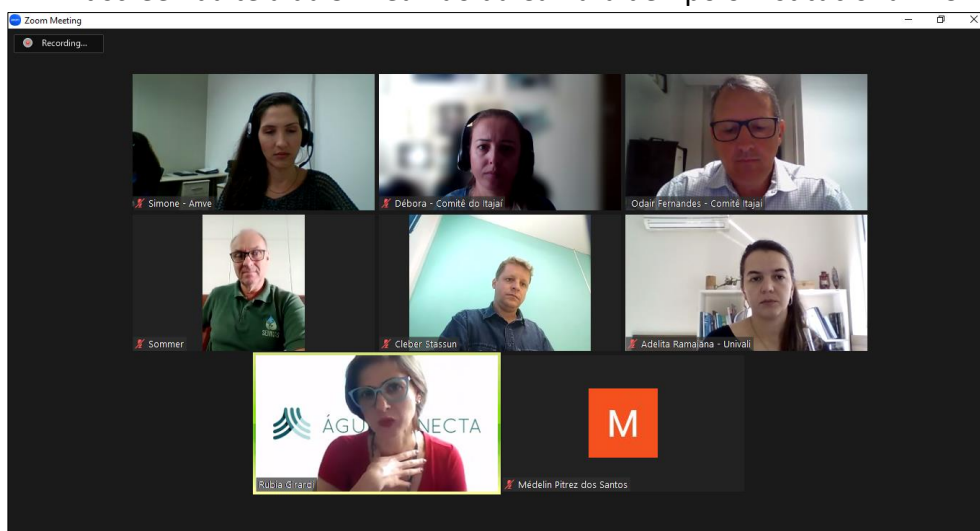 Zoom Meeting
Recording...
Simone - Amve
Débora - Comitê do Itajaí
Odair Fernandes - Comitê Itajaí
Sommer
Cleber Stassun
Adelita Ramaiana - Univali
ÁGU NECTA
Rubia Girardi
M
Médelin Pitrez dos Santos